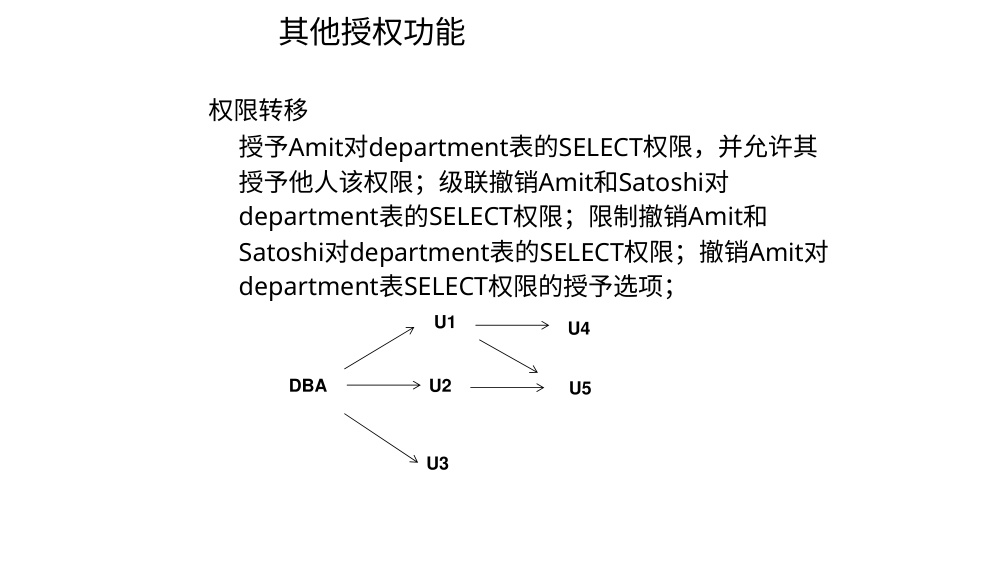 其他授权功能
权限转移
授予Amit对department表的SELECT权限，并允许其
授予他人该权限；级联撤销Amit和Satoshi对
department表的SELECT权限；限制撤销Amit和
Satoshi对department表的SELECT权限；撤销Amit对
department表SELECT权限的授予选项；
U1
U4
DBA
U2
U5
U3